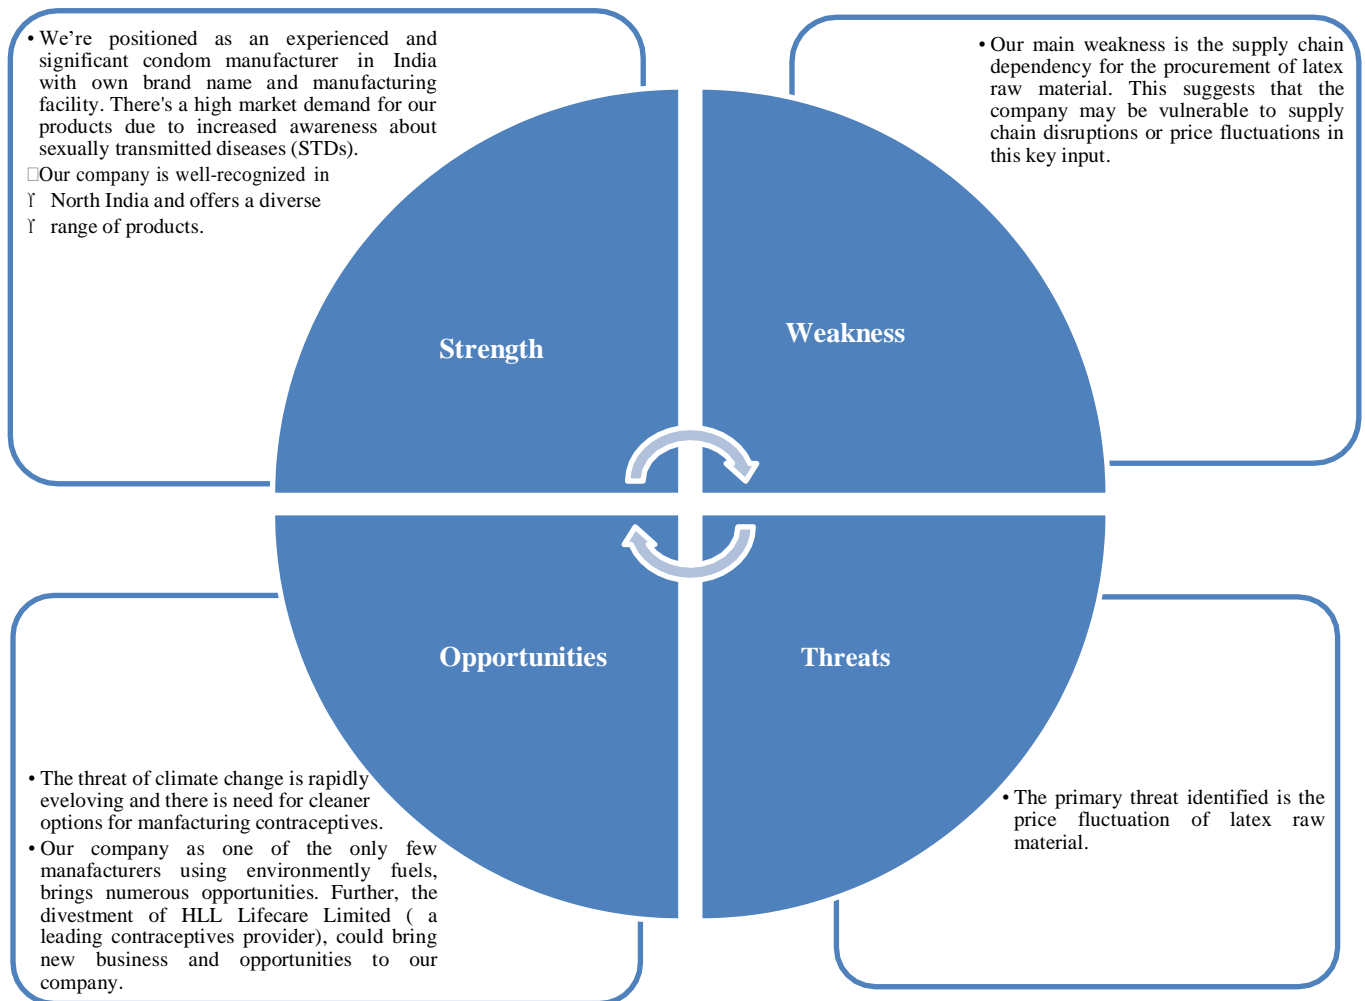 • We’re positioned as an experienced and
significant condom manufacturer in India
with own brand name and manufacturing
facility. There's a high market demand for our
products due to increased awareness about
sexually transmitted diseases (STDs).
□Our company is well-recognized in
ϒ North India and offers a diverse
ϒ range of products.
Strength
• Our main weakness is the supply chain
dependency for the procurement of latex
raw material. This suggests that the
company may be vulnerable to supply
chain disruptions or price fluctuations in
this key input.
Weakness
Opportunities
• The threat of climate change is rapidly
eveloving and there is need for cleaner
options for manfacturing contraceptives.
• Our company as one of the only few
manafacturers using environmently fuels,
brings numerous opportunities. Further, the
divestment of HLL Lifecare Limited ( a
leading contraceptives provider), could bring
new business and opportunities to our
company.
Threats
• The primary threat identified is the
price fluctuation of latex raw
material.